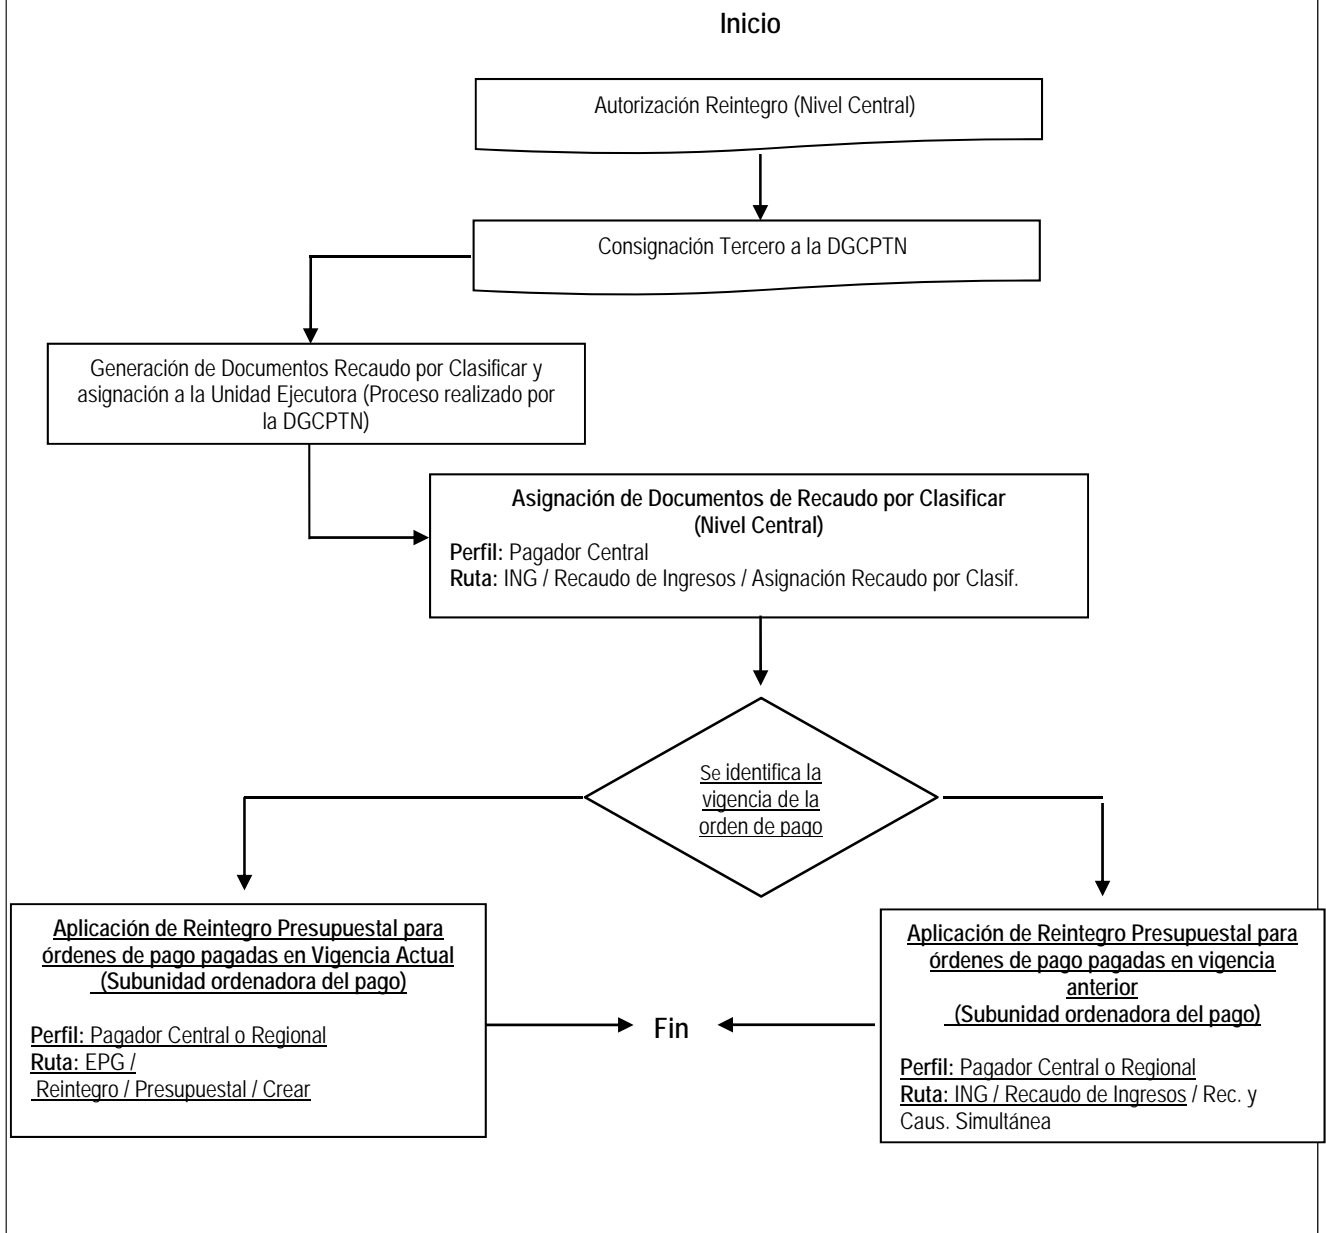 Inicio
Autorización Reintegro (Nivel Central)
Consignación Tercero a la DGCPTN
Generación de Documentos Recaudo por Clasificar y
asignación a la Unidad Ejecutora (Proceso realizado por
la DGCPTN)
Asignación de Documentos de Recaudo por Clasificar
(Nivel Central)
Perfil: Pagador Central
Ruta: ING / Recaudo de Ingresos / Asignación Recaudo por Clasif.
Se identifica la
vigencia de la
orden de pago
Aplicación de Reintegro Presupuestal para
órdenes de pago pagadas en Vigencia Actual
(Subunidad ordenadora del pago)
Perfil: Pagador Central o Regional
Ruta: EPG /
Reintegro / Presupuestal / Crear
Fin
Aplicación de Reintegro Presupuestal para
órdenes de pago pagadas en vigencia
anterior
(Subunidad ordenadora del pago)
Perfil: Pagador Central o Regional
Ruta: ING / Recaudo de Ingresos / Rec. y
Caus. Simultánea